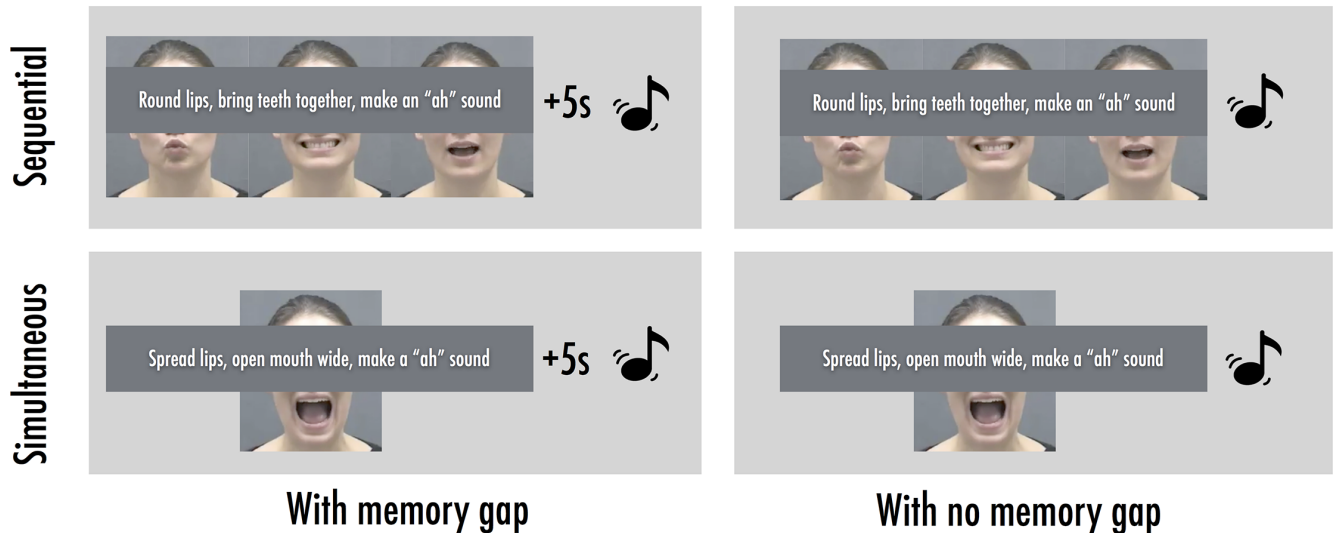 Sequential
Round lips, bring teeth together, make an “ah” sound
+5s
Round lips, bring teeth together, make an “ah” sound
Simultaneous
Spread lips, open mouth wide, make a “ah” sound
+5s
Spread lips, open mouth wide, make a “ah” sound
With memory gap
With no memory gap